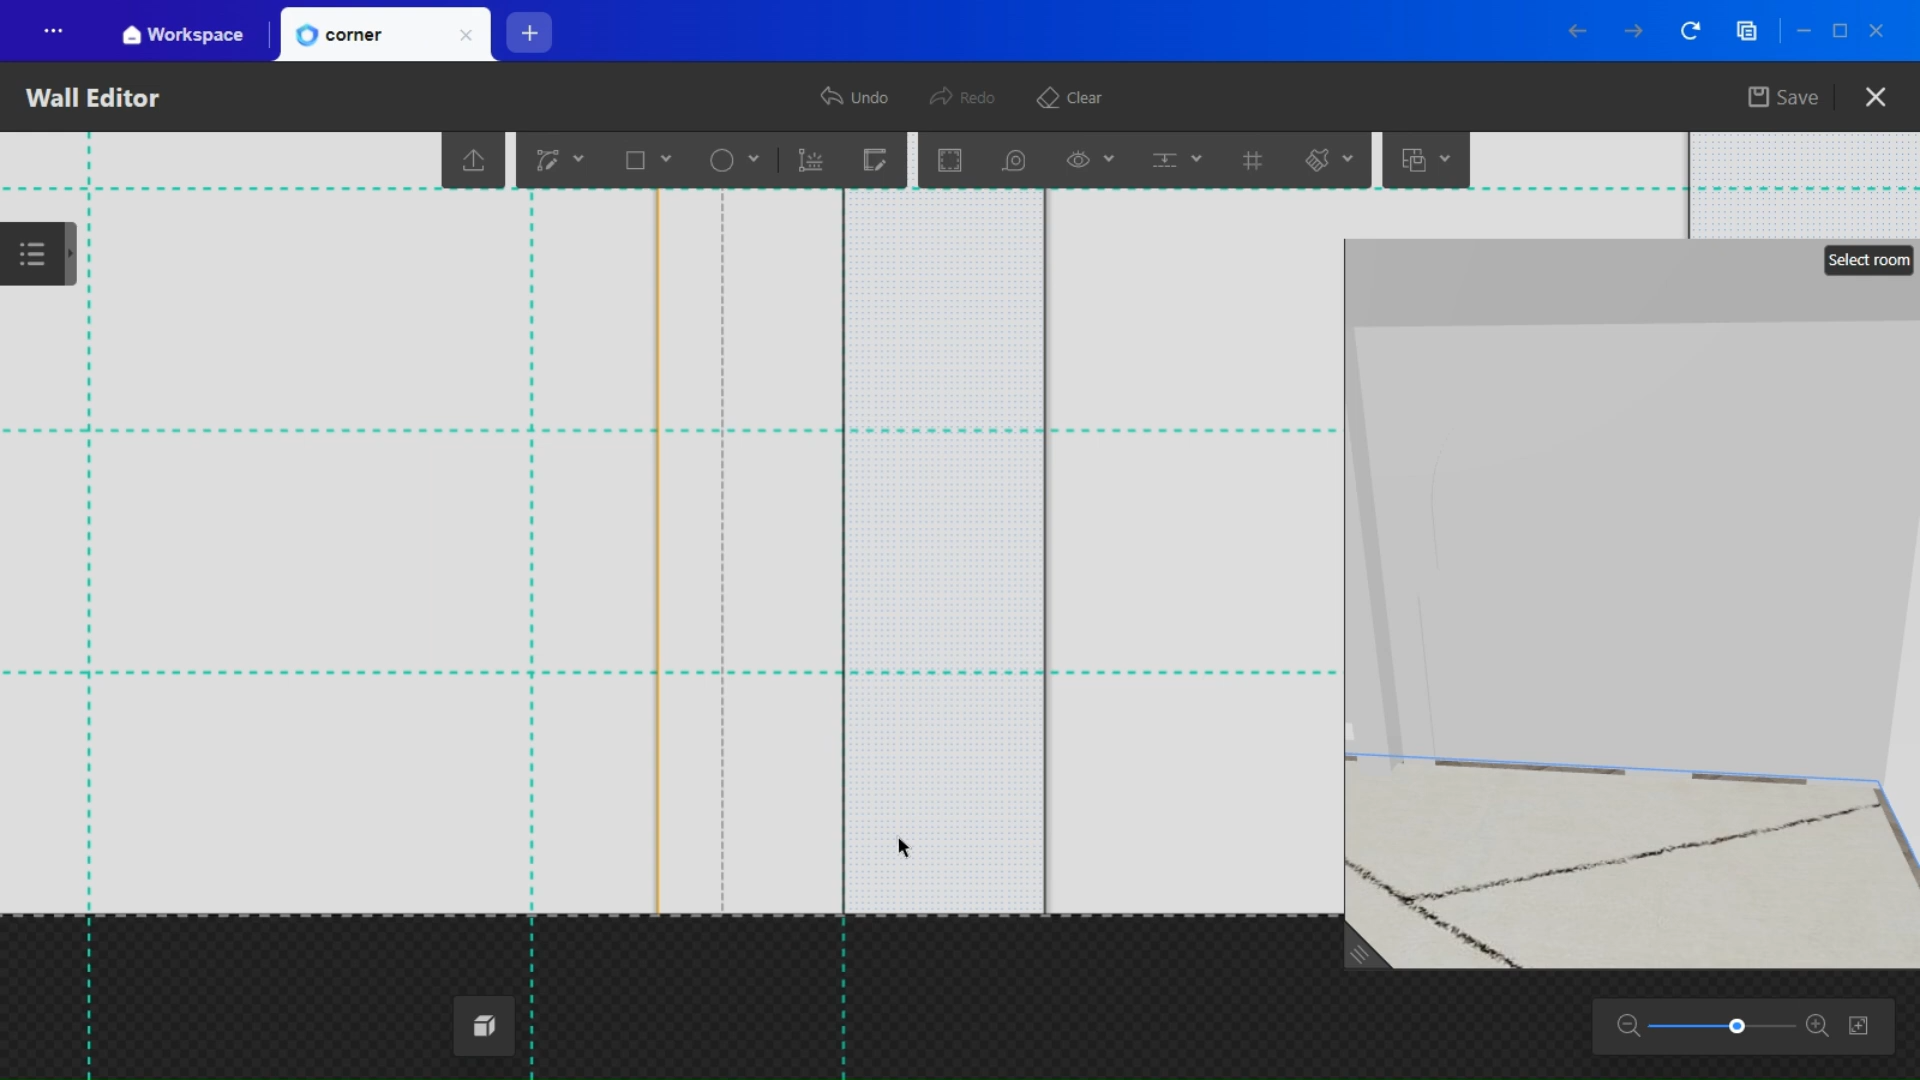 Workspace
corner
Wall Editor
Undo
Redo
Clear
Save
Select room